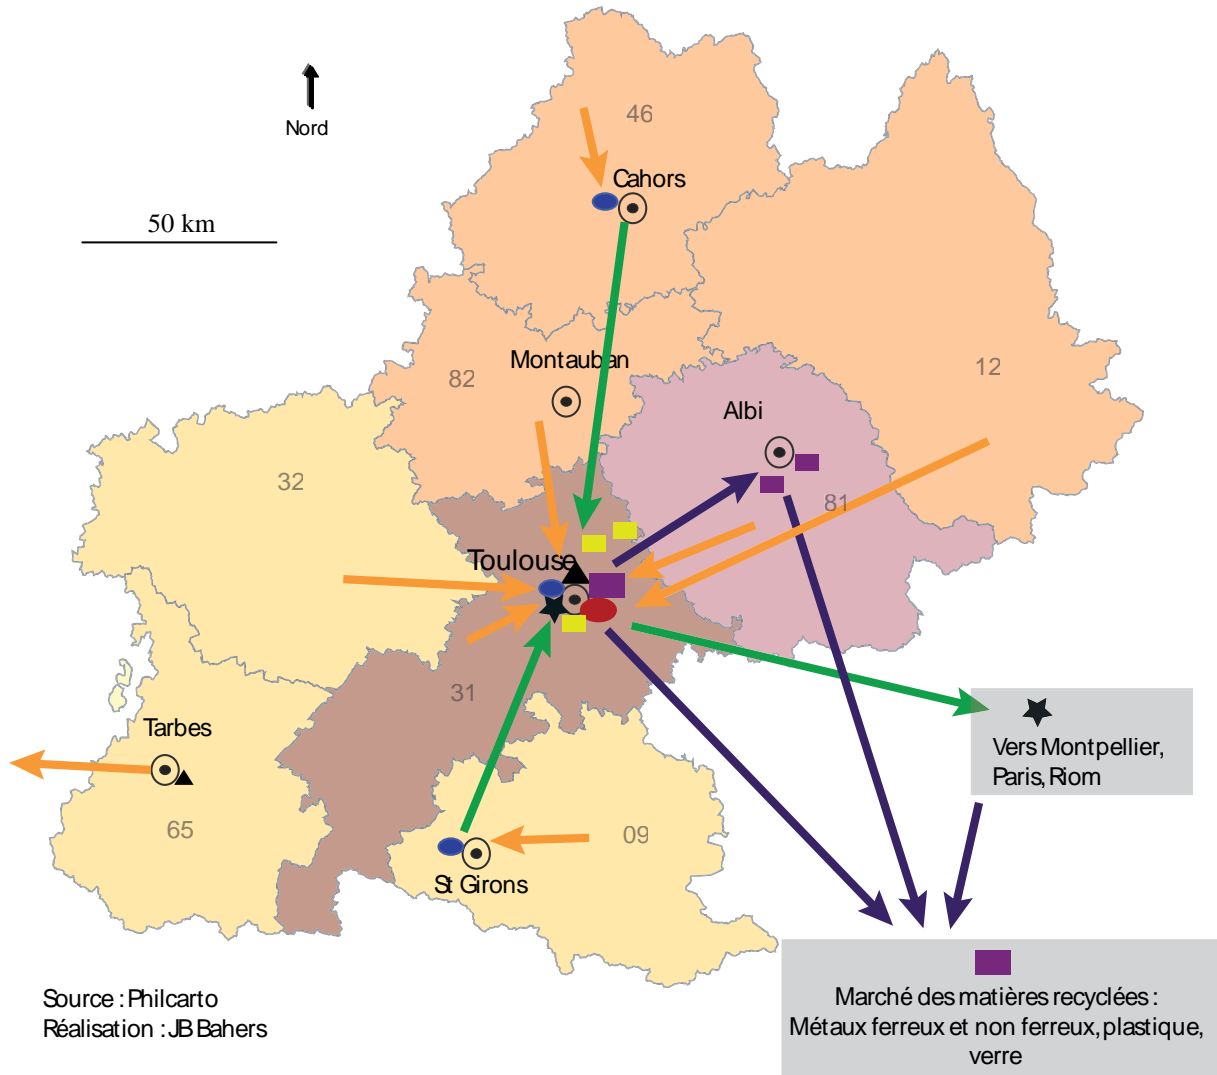 46
Nord
Cahors
50 km
Montauban
82
12
Albi
32
81
Toulouse
31
Tarbes
Vers Montpellier,
Paris, Riom
65
09
St Girons
Source : Philcarto
Réalisation : JB Bahers
Marché des matières recyclées :
Métaux ferreux et non ferreux, plastique,
verre